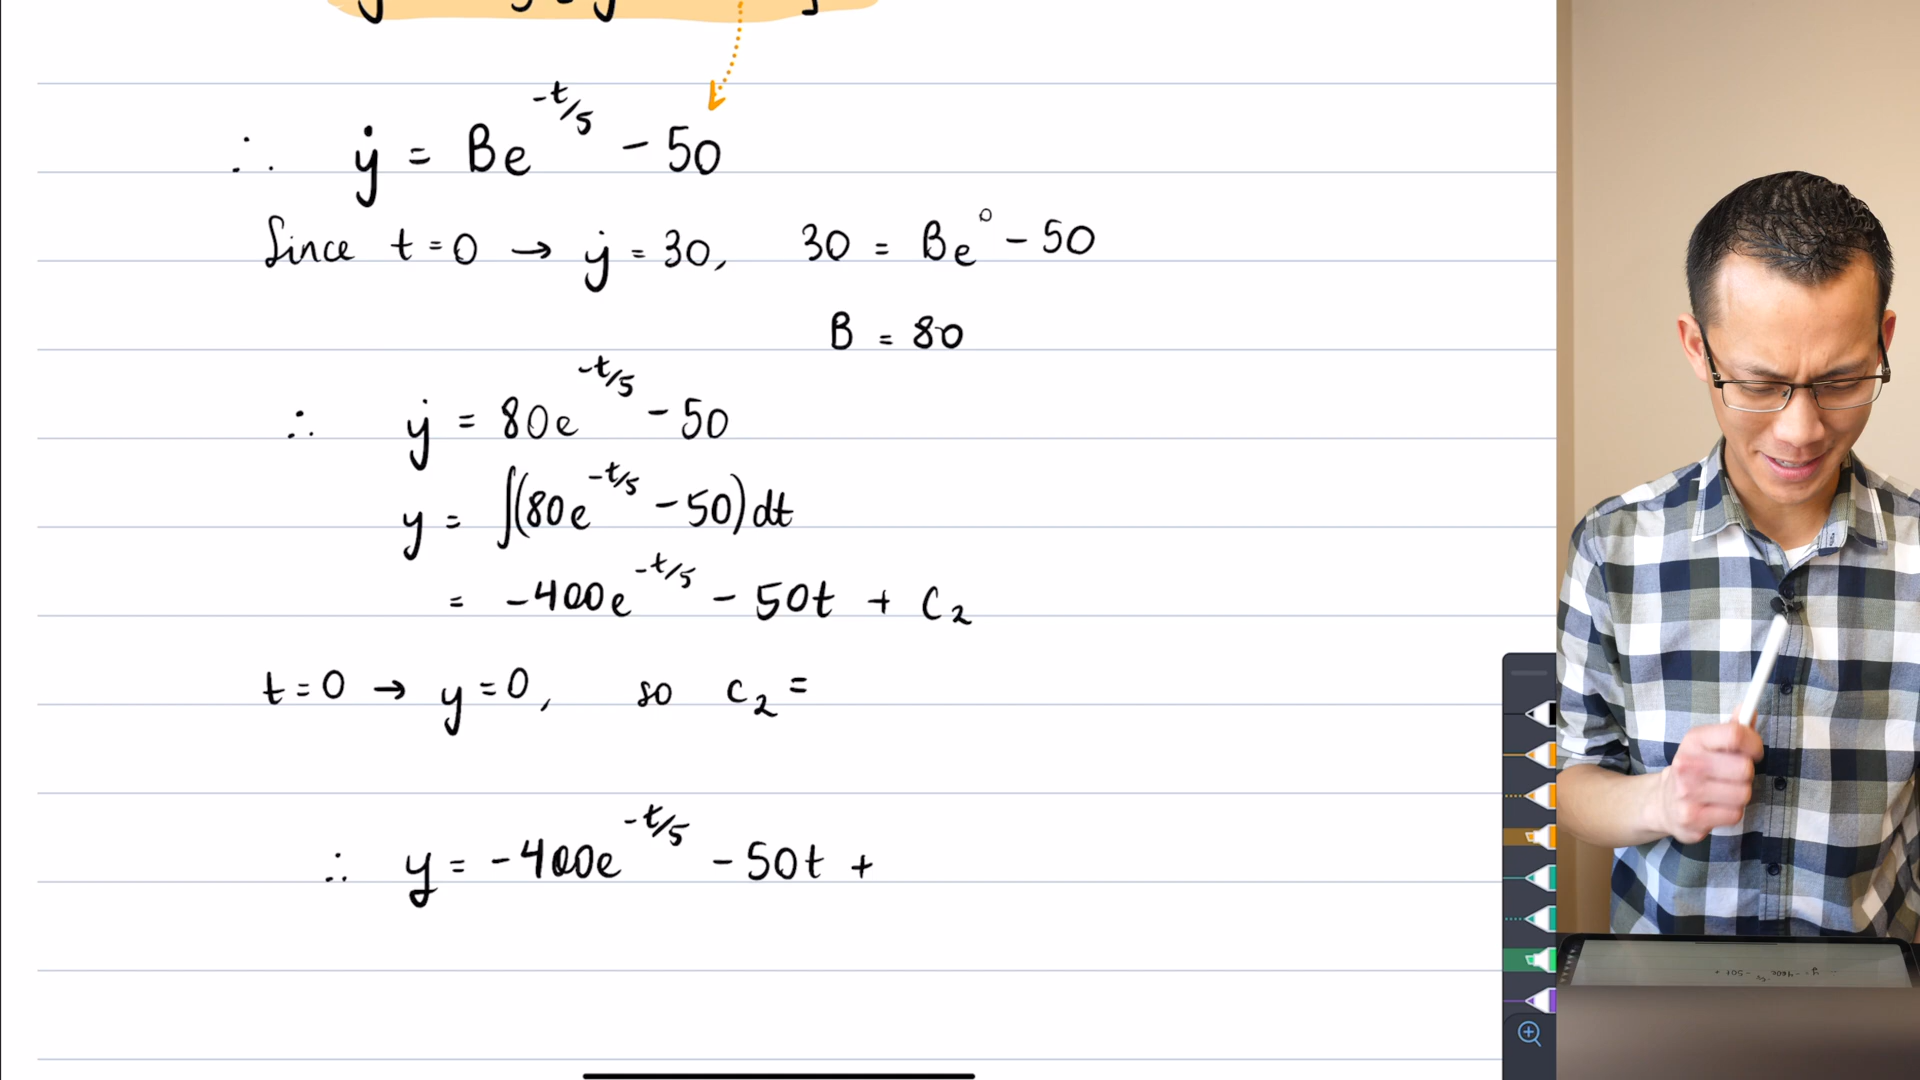 ∴ ẏ = Be^(-t/5) - 50
Since t = 0 → ẏ = 30, 30 = Be^0 - 50
B = 80
∴ ẏ = 80e^(-t/5) - 50
y = ∫(80e^(-t/5) - 50)dt
= -400e^(-t/5) - 50t + C₂
t = 0 → y = 0, so C₂ =
∴ y = -400e^(-t/5) - 50t +